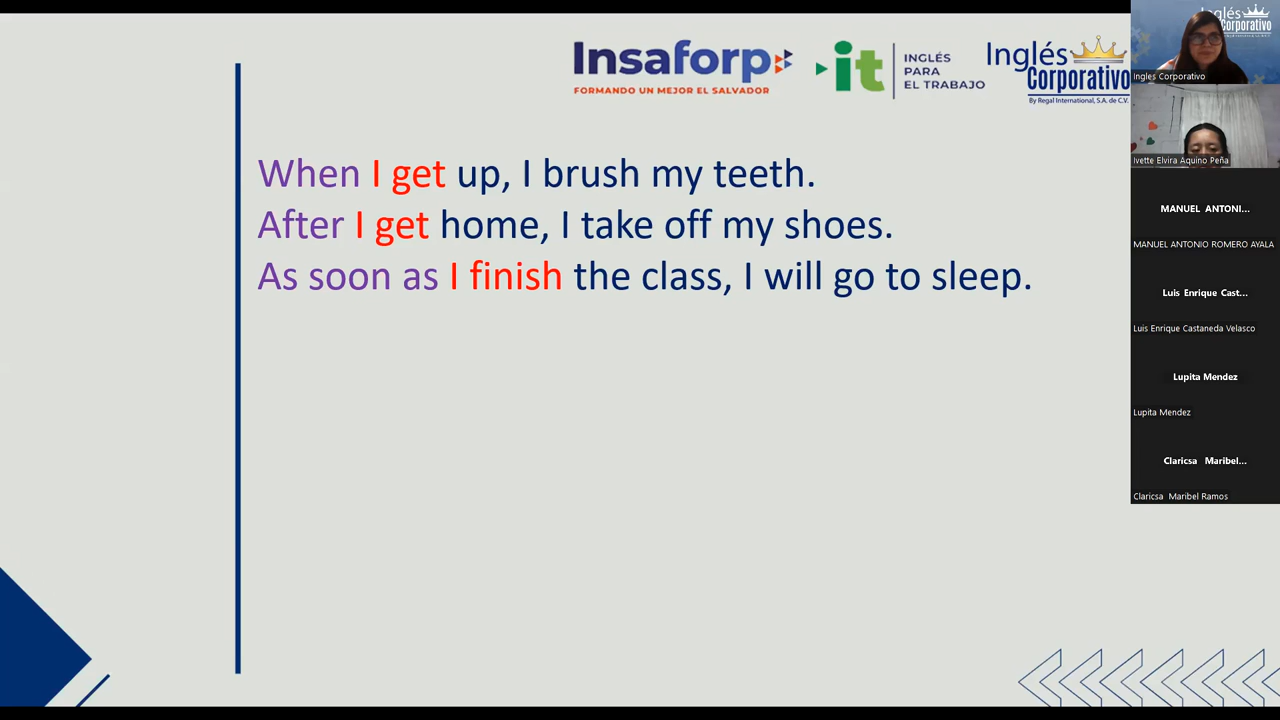 Insaforp
FORMANDO UN MEJOR EL SALVADOR
it
INGLÉS
PARA
EL TRABAJO
Inglés
Corporativo
By Regal International, S.A. de C.V.
When I get up, I brush my teeth.
After I get home, I take off my shoes.
As soon as I finish the class, I will go to sleep.
Inglés
Corporativo
Ingles Corporativo
Ivette Elvira Aquino Peña
MANUEL ANTONI...
MANUEL ANTONIO ROMERO AYALA
Luis Enrique Cast...
Luis Enrique Castaneda Velasco
Lupita Mendez
Lupita Mendez
Claricsa Maribel...
Claricsa Maribel Ramos